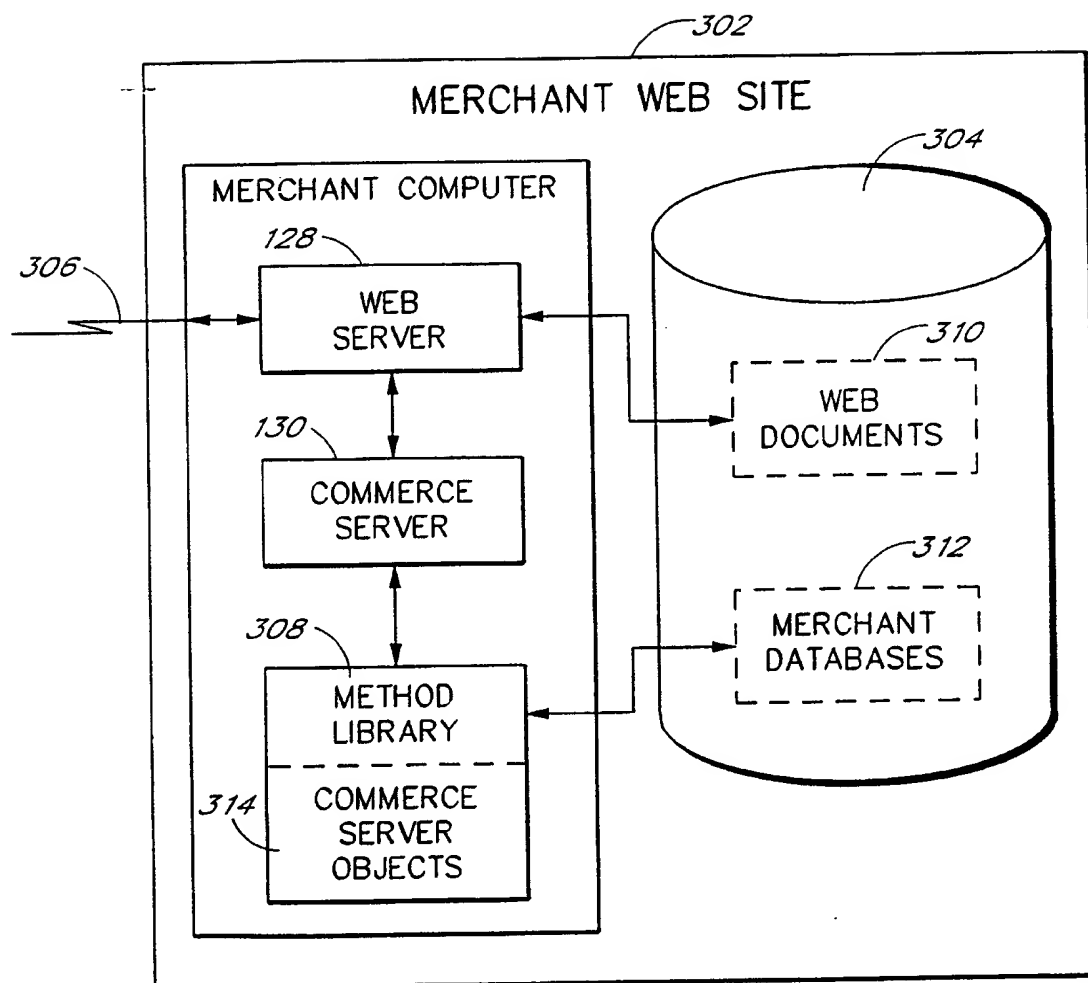 302
MERCHANT WEB SITE
304
MERCHANT COMPUTER
128
306
WEB
SERVER
310
WEB
DOCUMENTS
130
COMMERCE
SERVER
312
MERCHANT
DATABASES
308
METHOD
LIBRARY
314
COMMERCE
SERVER
OBJECTS